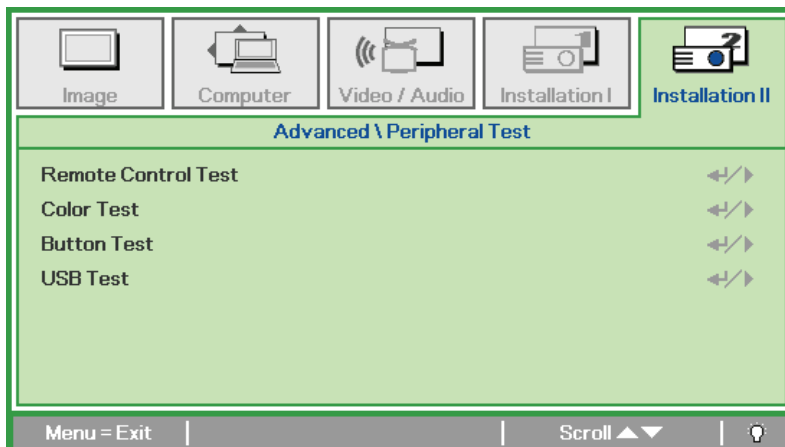 Image
Computer
Video / Audio
Installation I
Installation II
Advanced \ Peripheral Test
Remote Control Test
Color Test
Button Test
USB Test
Menu = Exit
Scroll ▲▼